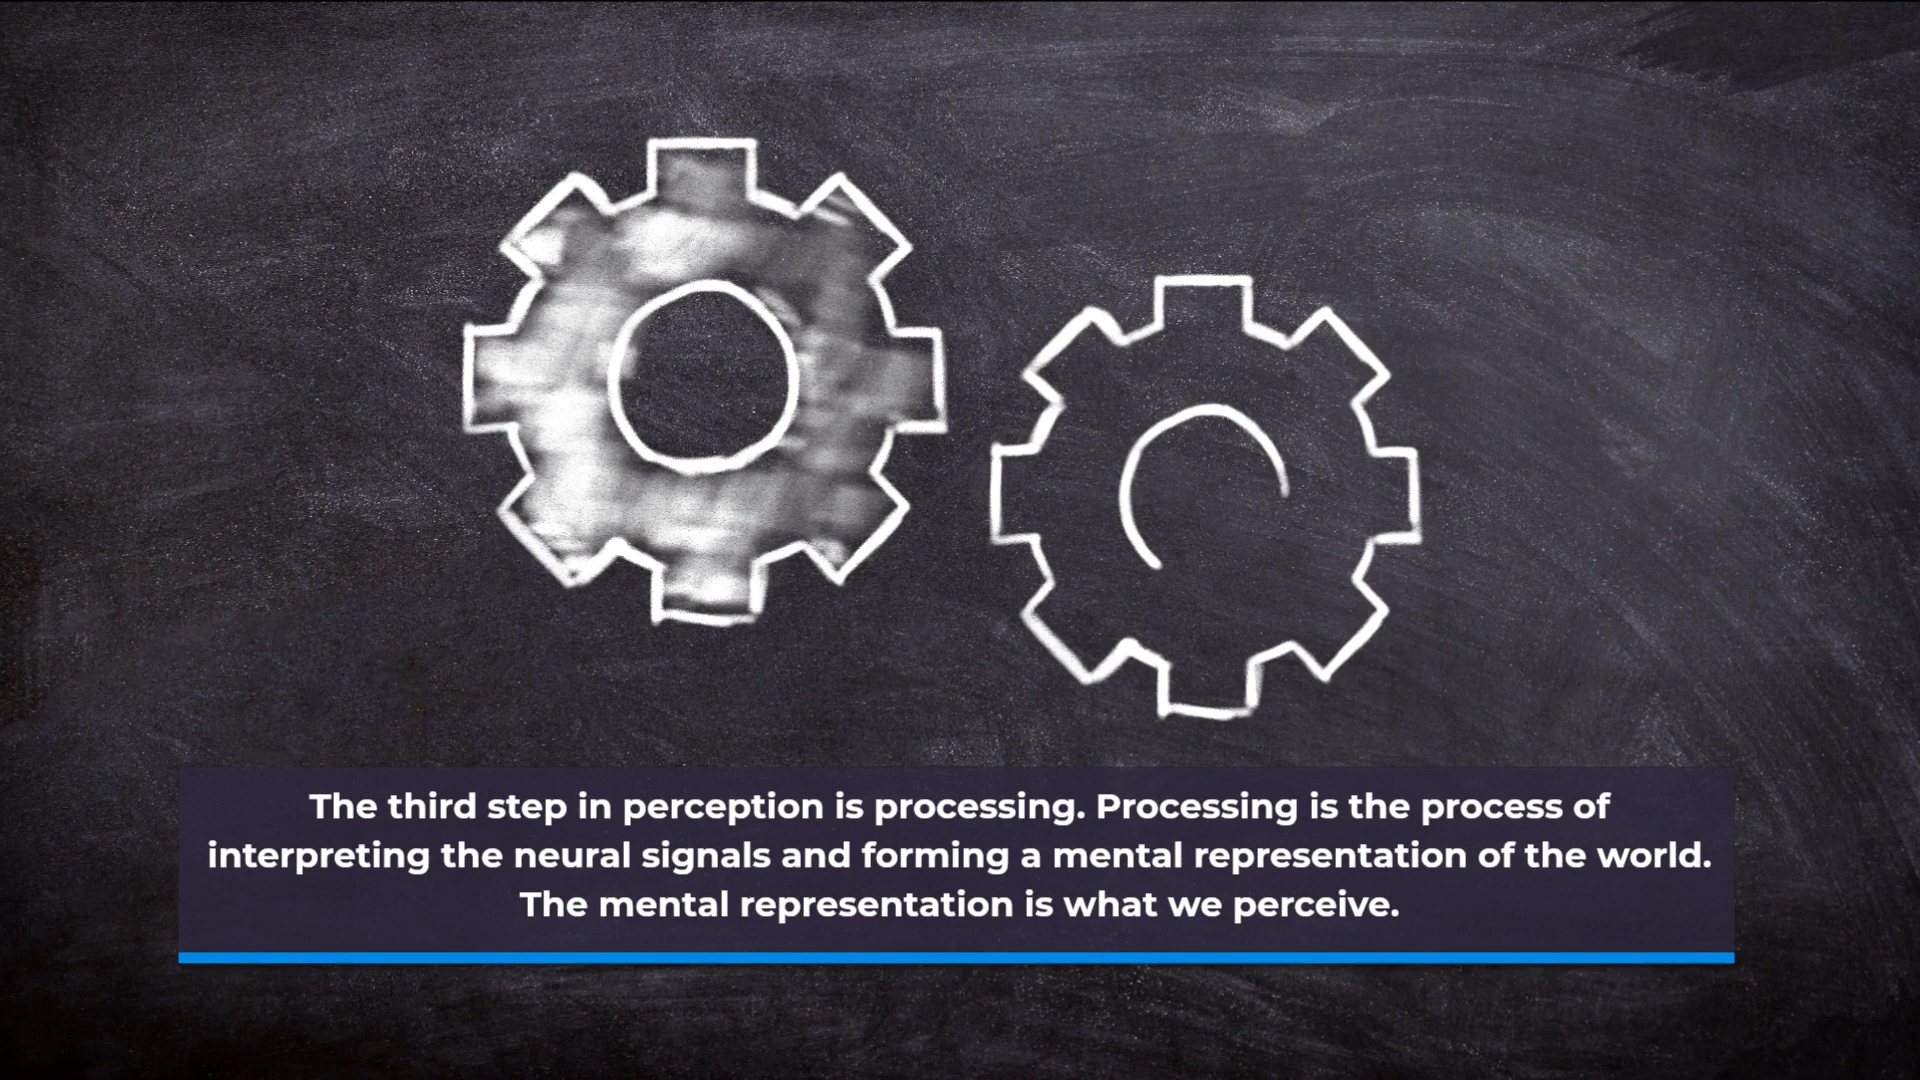 The third step in perception is processing. Processing is the process of
interpreting the neural signals and forming a mental representation of the world.
The mental representation is what we perceive.